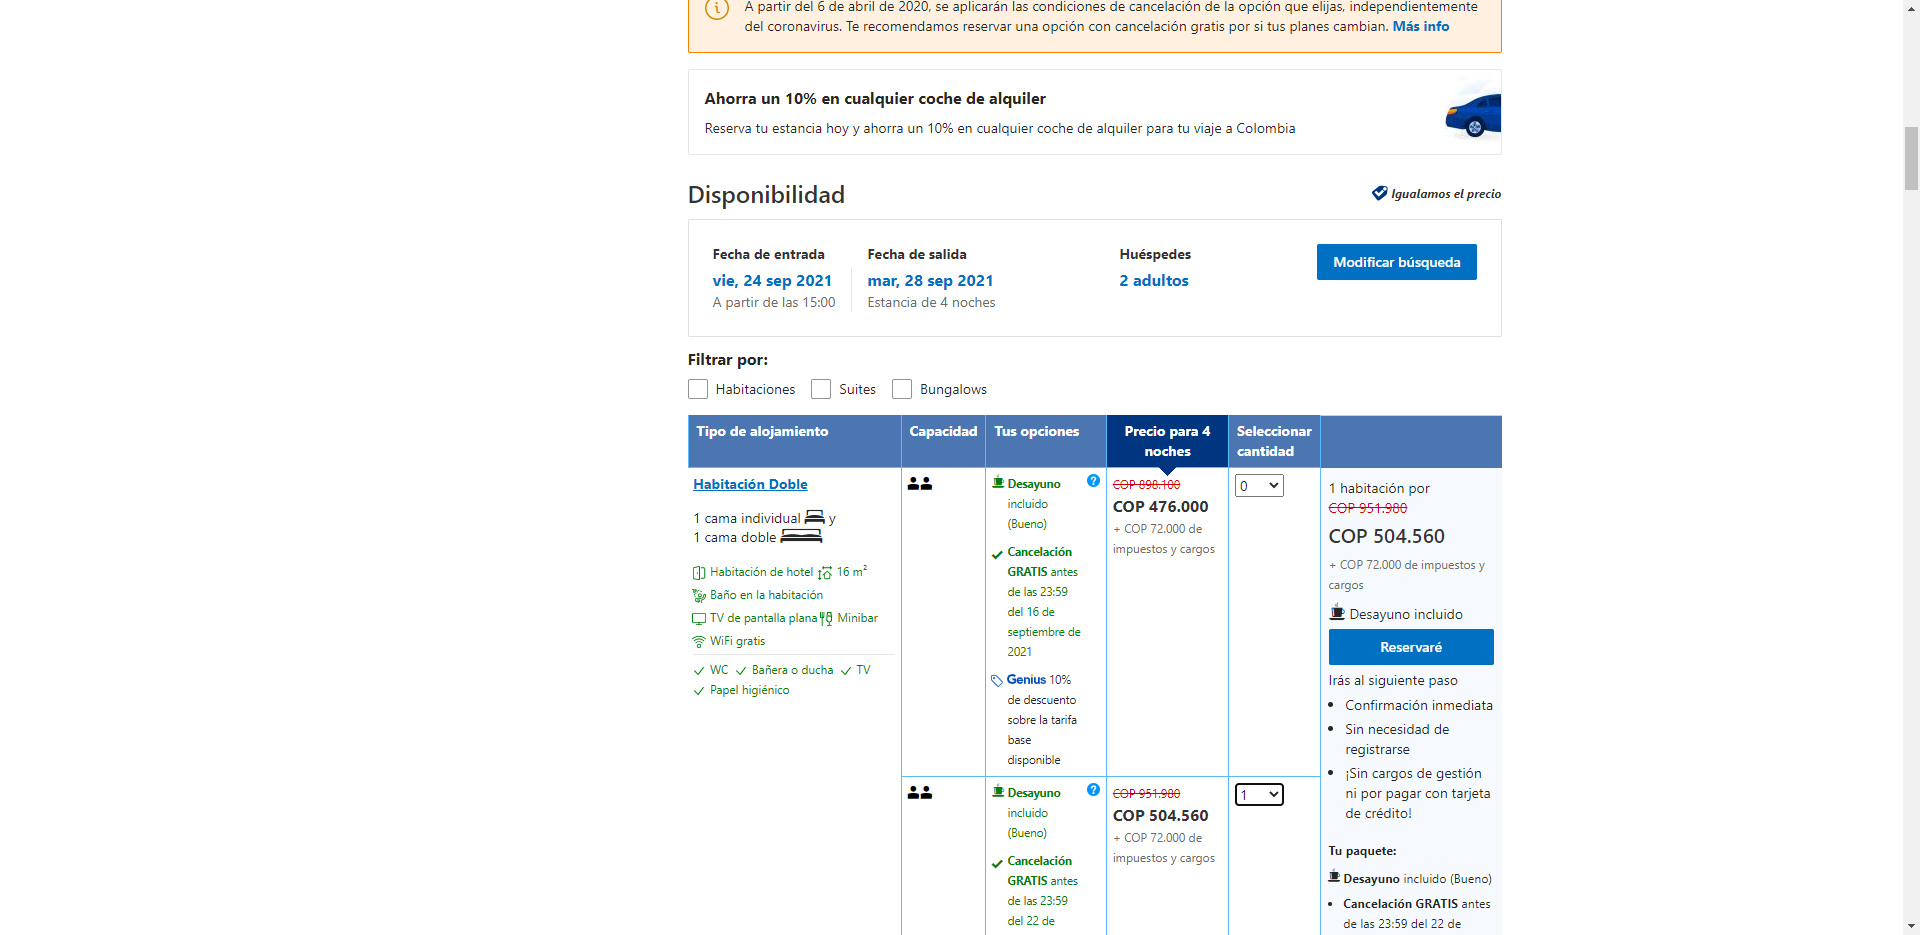 A partir del 6 de abril de 2020, se aplicarán las condiciones de cancelación de la opción que elijas, independientemente
del coronavirus. Te recomendamos reservar una opción con cancelación gratis por si tus planes cambian. Más info
Ahorra un 10% en cualquier coche de alquiler
Reserva tu estancia hoy y ahorra un 10% en cualquier coche de alquiler para tu viaje a Colombia
Disponibilidad
Igualamos el precio
Fecha de entrada
vie, 24 sep 2021
A partir de las 15:00
Fecha de salida
mar, 28 sep 2021
Estancia de 4 noches
Huéspedes
2 adultos
Modificar búsqueda
Filtrar por:
Habitaciones
Suites
Bungalows
Tipo de alojamiento
Capacidad
Tus opciones
Precio para 4
noches
Seleccionar
cantidad
Habitación Doble
1 cama individual y
1 cama doble
Habitación de hotel 16 m²
Baño en la habitación
TV de pantalla plana Minibar
WiFi gratis
WC Bañera o ducha TV
Papel higiénico
Desayuno
incluido
(Bueno)
Cancelación
GRATIS antes
de las 23:59
del 16 de
septiembre de
2021
Genius 10%
de descuento
sobre la tarifa
base
disponible
COP 898.100
COP 476.000
+ COP 72.000 de
impuestos y cargos
0
1 habitación por
COP 951.980
COP 504.560
+ COP 72.000 de impuestos y
cargos
Desayuno incluido
Reservaré
Irás al siguiente paso
• Confirmación inmediata
• Sin necesidad de
registrarse
• ¡Sin cargos de gestión
ni por pagar con tarjeta
de crédito!
Tu paquete:
Desayuno incluido (Bueno)
• Cancelación GRATIS antes
de las 23:59 del 22 de
Desayuno
incluido
(Bueno)
Cancelación
GRATIS antes
de las 23:59
del 22 de
COP 951.980
COP 504.560
+ COP 72.000 de
impuestos y cargos
1